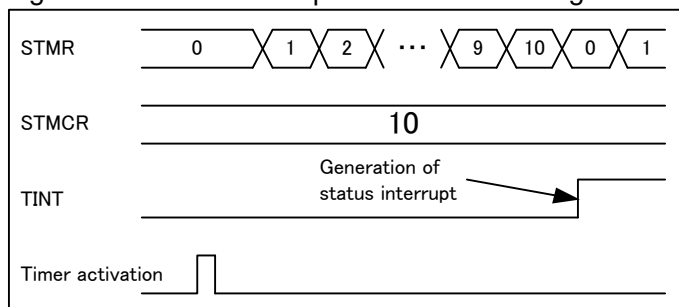 STMR 0 1 2 ··· 9 10 0 1
STMCR 10
Generation of
status interrupt
TINT
Timer activation